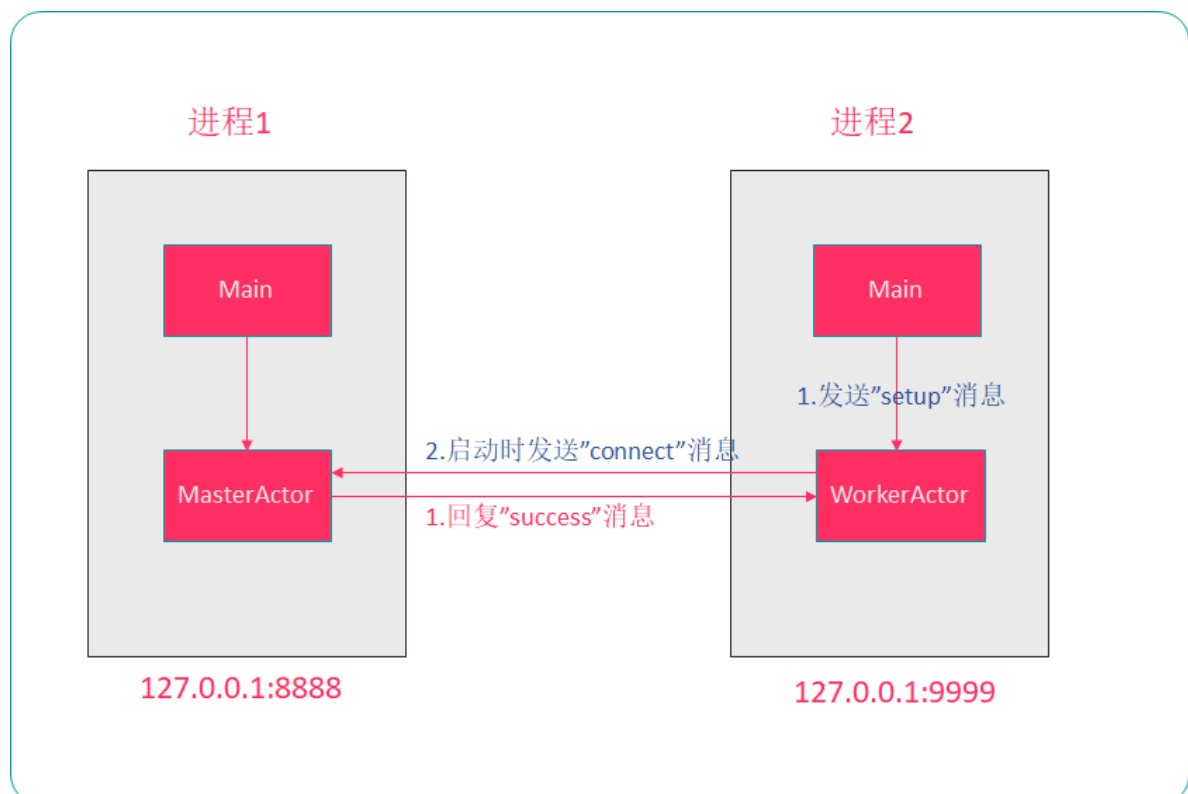 进程1
进程2
Main
Main
1.发送”setup”消息
2.启动时发送”connect”消息
MasterActor
WorkerActor
1.回复”success”消息
127.0.0.1:8888
127.0.0.1:9999